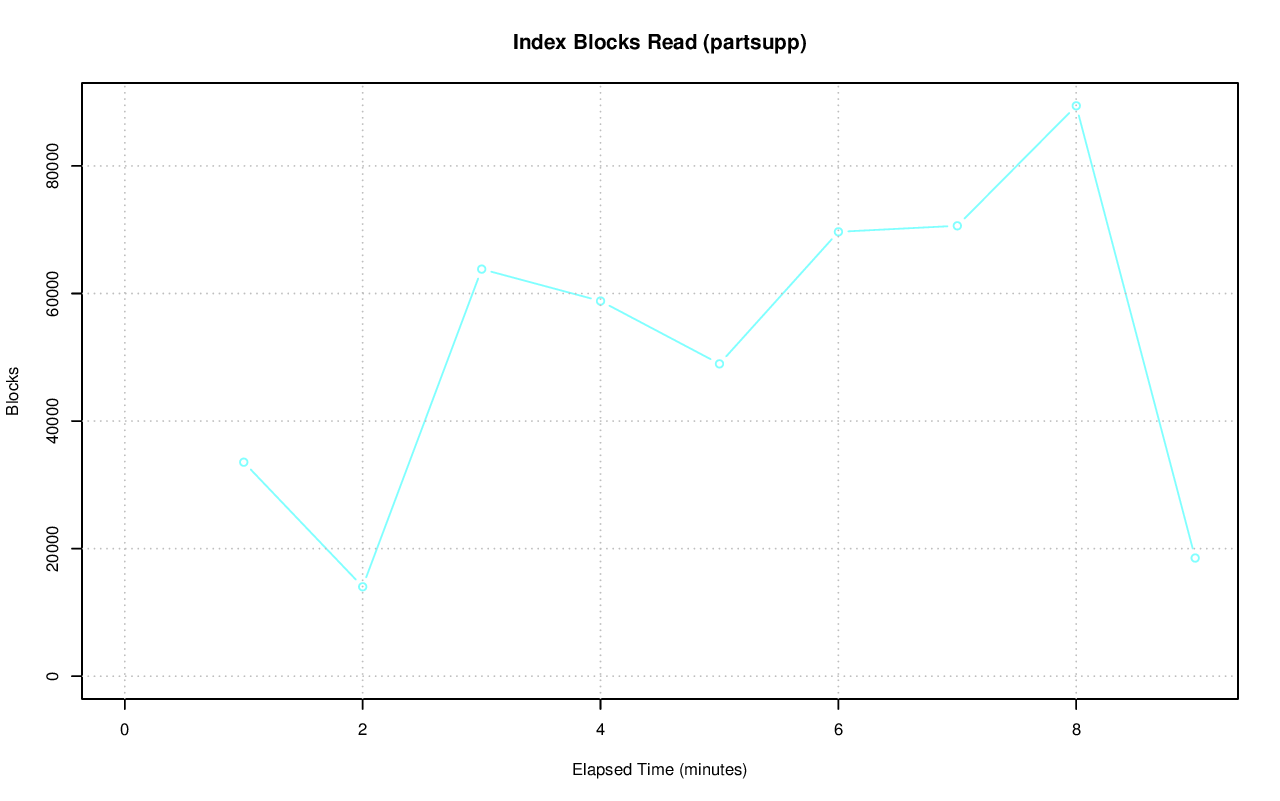 Index Blocks Read (partsupp)
Blocks
80000
60000
40000
20000
0
0 2 4 6 8
Elapsed Time (minutes)